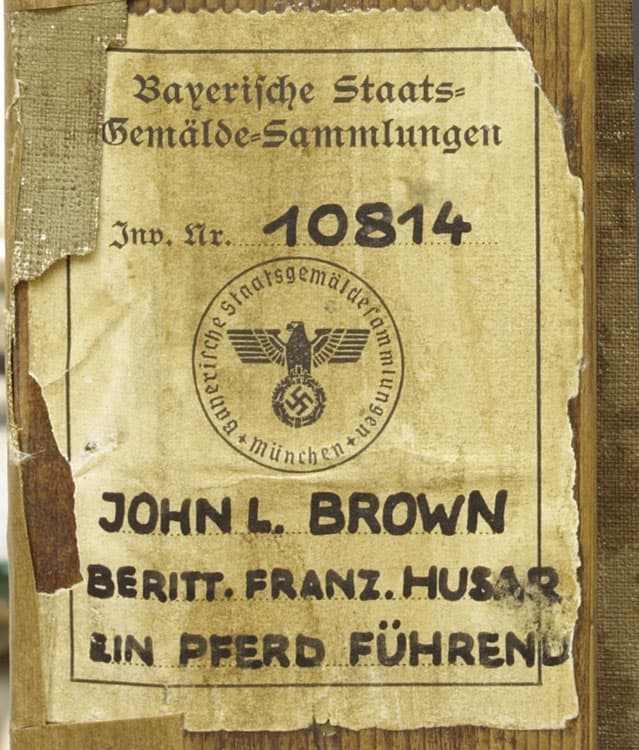 Bayerische Staats-
Gemälde-Sammlungen
Inv. Nr. 10814
Bayerische Staatsgemäldesammlungen
München
JOHN L. BROWN
BERITT. FRANZ. HUSAR
EIN PFERD FÜHREND